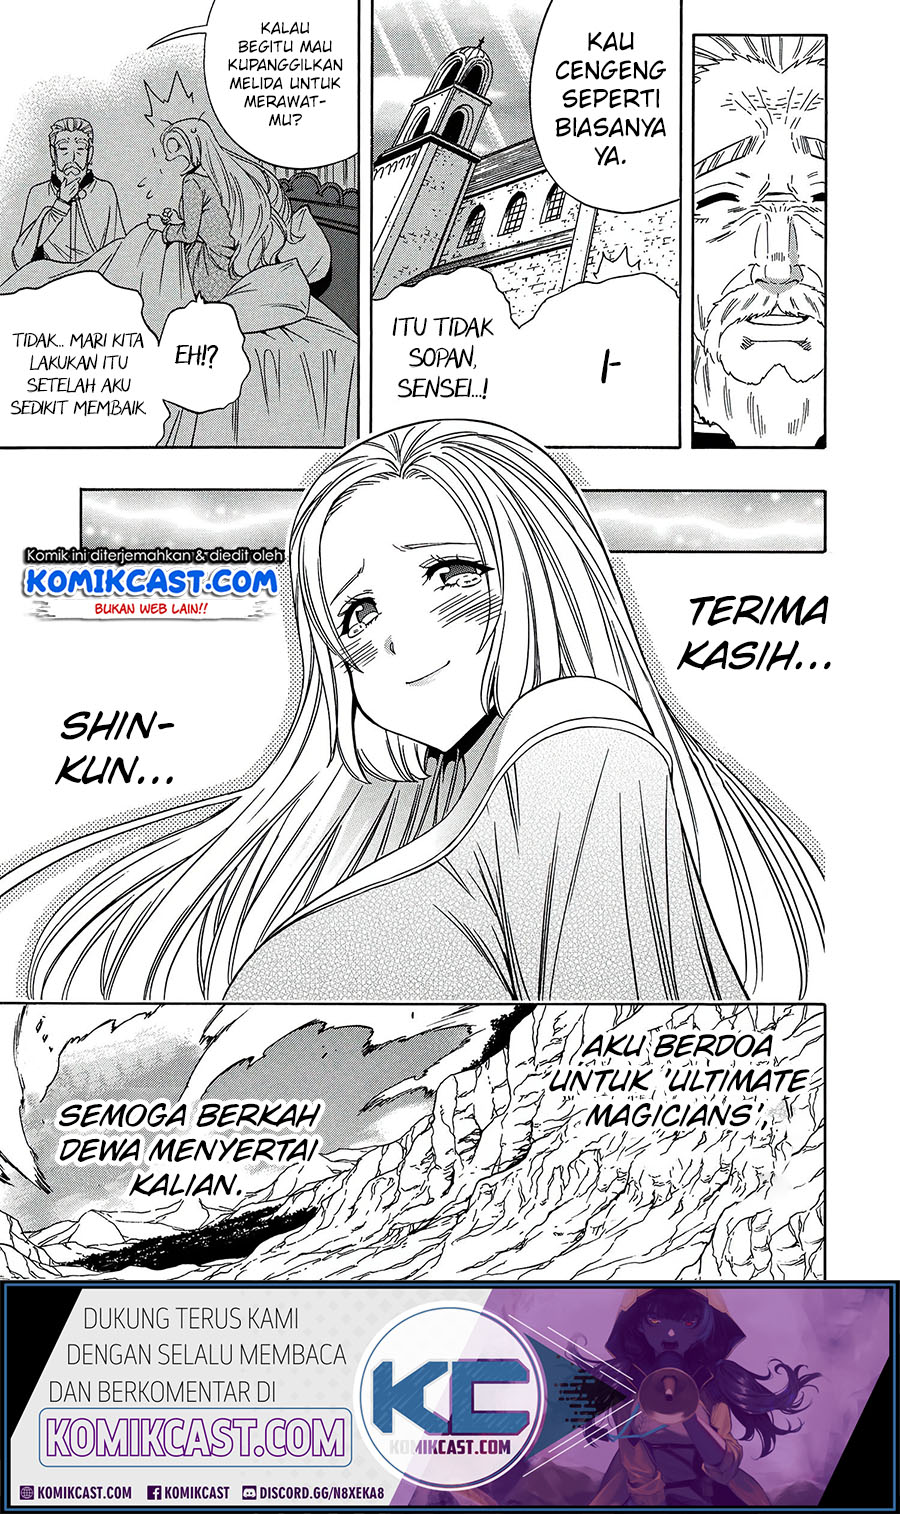 KAU
CENGENG
SEPERTI
BIASANYA
YA.
ITU TIDAK
SOPAN,
SENSEI...!
KALAU
BEGITU MAU
KUPANGGILKAN
MELIDA UNTUK
MERAWAT-
MU?
EH!?
TIDAK... MARI KITA
LAKUKAN ITU
SETELAH AKU
SEDIKIT MEMBAIK.
Komik ini diterjemahkan & diedit oleh
KOMIKCAST.COM
BUKAN WEB LAIN!!
TERIMA
KASIH...
SHIN-
KUN...
AKU BERDOA
UNTUK 'ULTIMATE
MAGICIANS',
SEMOGA BERKAH
DEWA MENYERTAI
KALIAN.
DUKUNG TERUS KAMI
DENGAN SELALU MEMBACA
DAN BERKOMENTAR DI
KOMIKCAST.COM
KC
KOMIKCAST.COM
KOMIKCAST.COM KOMIKCAST DISCORD.GG/N8XEKA8